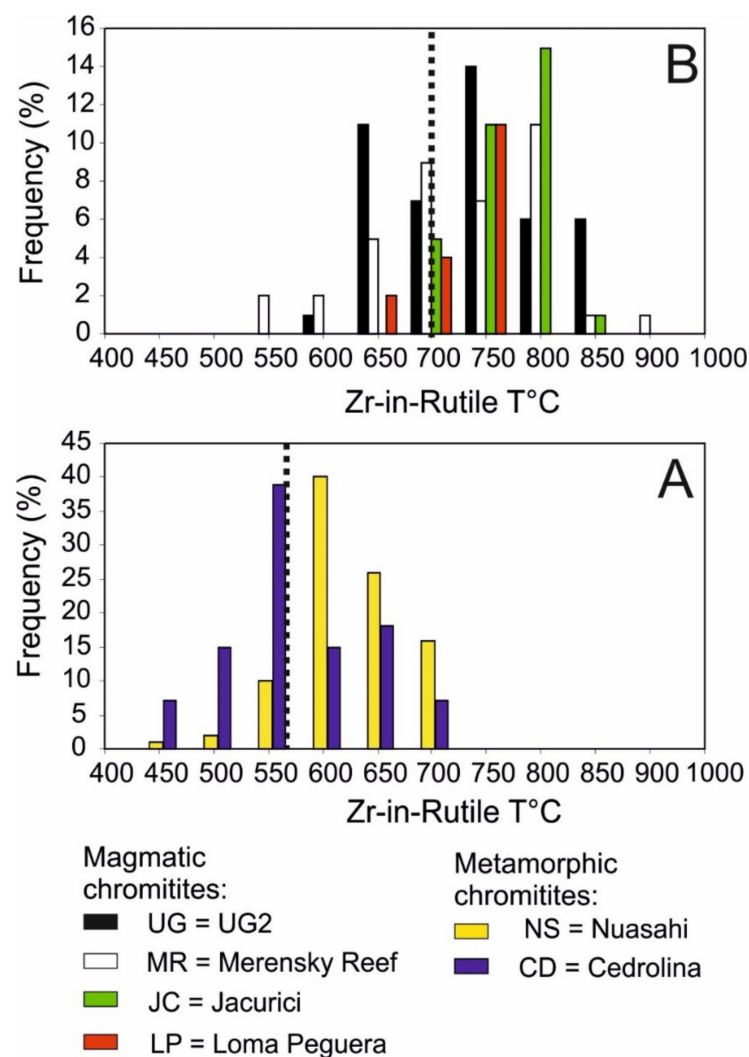 B
Frequency (%)
16
14
12
10
8
6
4
2
0
400 450 500 550 600 650 700 750 800 850 900 1000
Zr-in-Rutile T°C
A
Frequency (%)
45
40
35
30
25
20
15
10
5
0
400 450 500 550 600 650 700 750 800 850 900 1000
Zr-in-Rutile T°C
Magmatic
chromitites:
UG = UG2
MR = Merensky Reef
JC = Jacurici
LP = Loma Peguera
Metamorphic
chromitites:
NS = Nuasahi
CD = Cedrolina